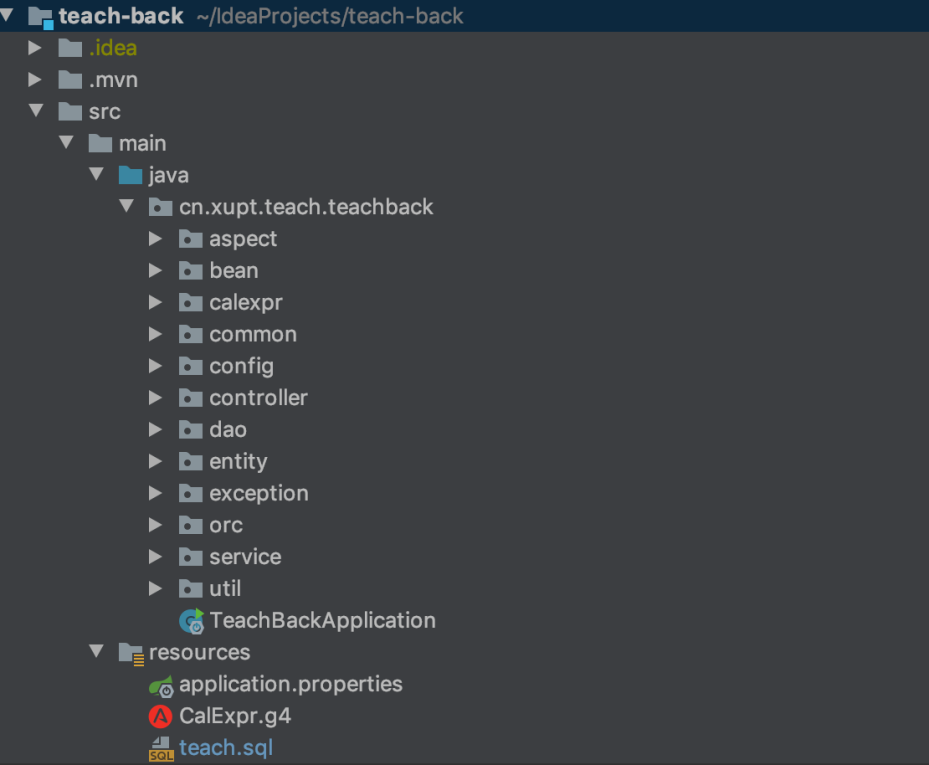 teach-back ~/IdeaProjects/teach-back
.idea
.mvn
src
main
java
cn.xupt.teach.teachback
aspect
bean
calexpr
common
config
controller
dao
entity
exception
orc
service
util
TeachBackApplication
resources
application.properties
CalExpr.g4
teach.sql